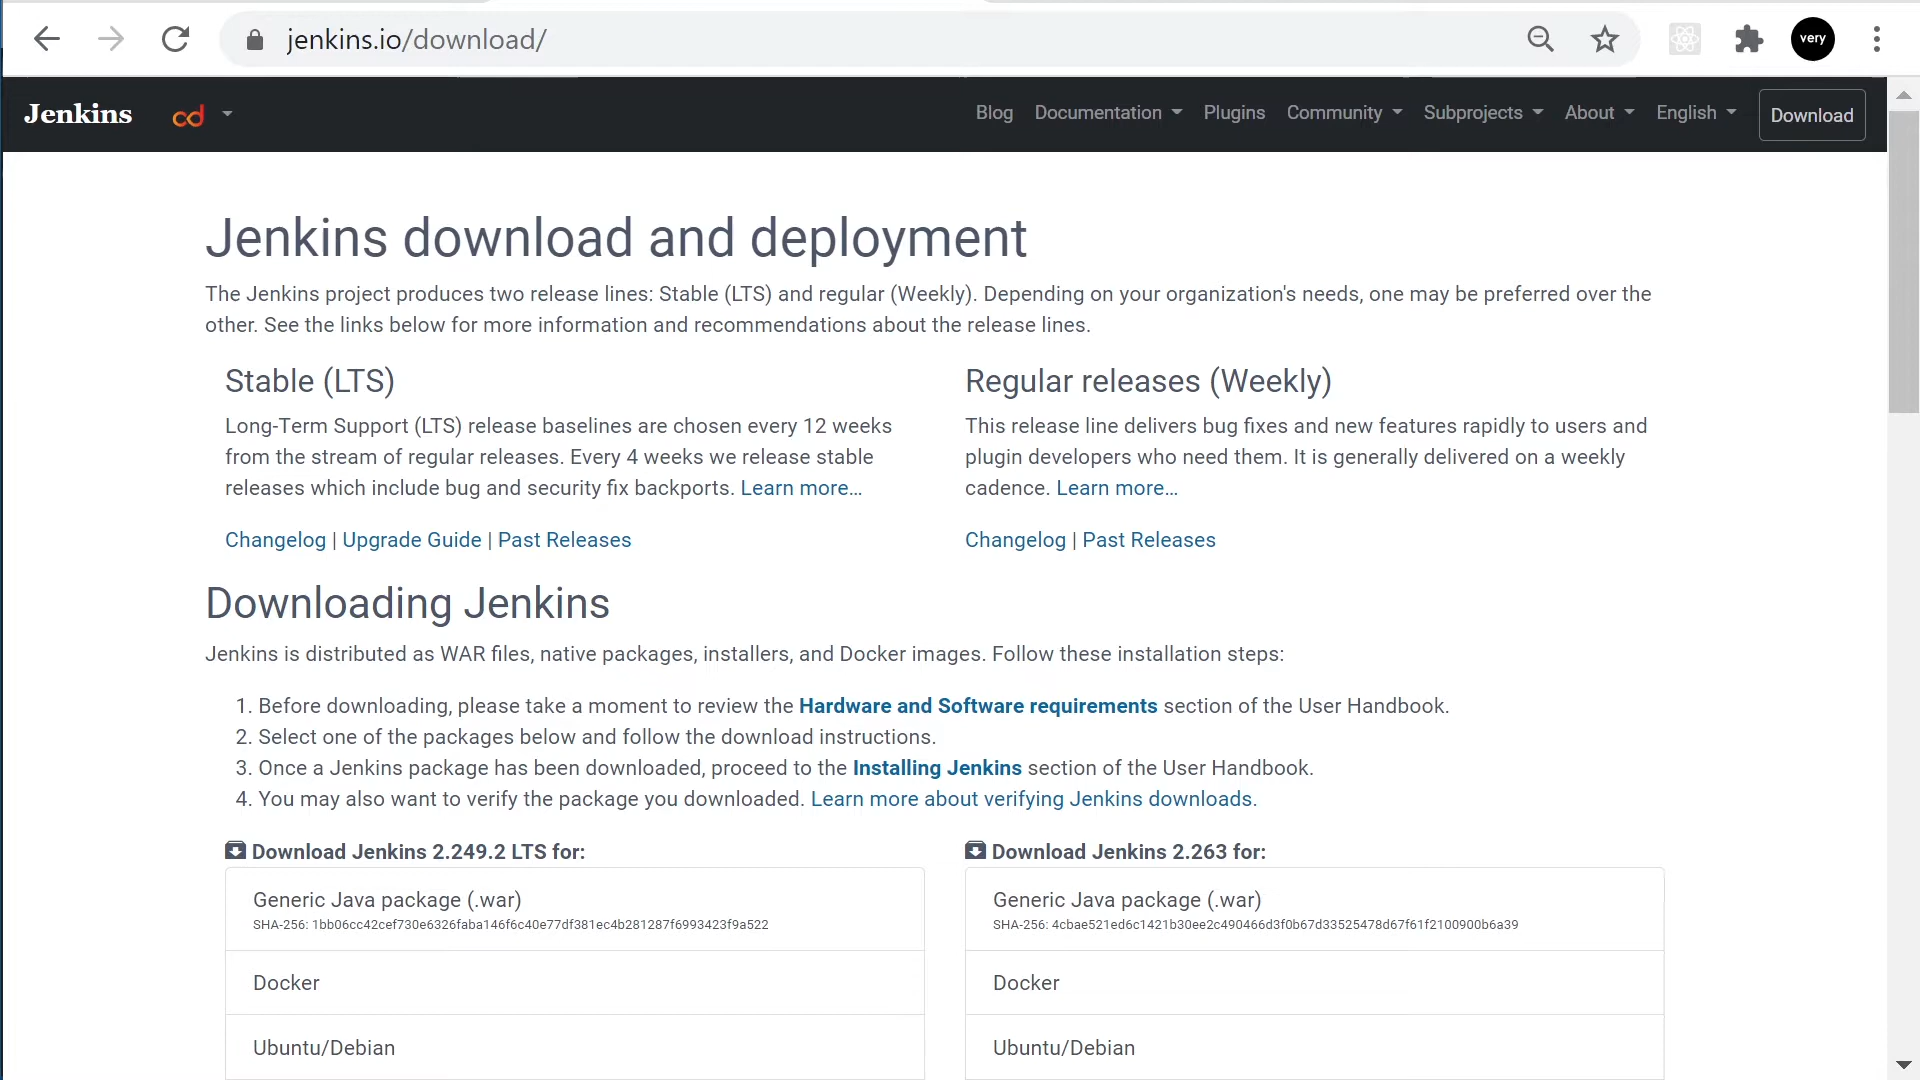 jenkins.io/download/
very
Jenkins
cd
Blog Documentation Plugins Community Subprojects About English Download
Jenkins download and deployment
The Jenkins project produces two release lines: Stable (LTS) and regular (Weekly). Depending on your organization's needs, one may be preferred over the
other. See the links below for more information and recommendations about the release lines.
Stable (LTS)
Long-Term Support (LTS) release baselines are chosen every 12 weeks
from the stream of regular releases. Every 4 weeks we release stable
releases which include bug and security fix backports. Learn more…
Changelog | Upgrade Guide | Past Releases
Regular releases (Weekly)
This release line delivers bug fixes and new features rapidly to users and
plugin developers who need them. It is generally delivered on a weekly
cadence. Learn more…
Changelog | Past Releases
Downloading Jenkins
Jenkins is distributed as WAR files, native packages, installers, and Docker images. Follow these installation steps:
1. Before downloading, please take a moment to review the Hardware and Software requirements section of the User Handbook.
2. Select one of the packages below and follow the download instructions.
3. Once a Jenkins package has been downloaded, proceed to the Installing Jenkins section of the User Handbook.
4. You may also want to verify the package you downloaded. Learn more about verifying Jenkins downloads.
Download Jenkins 2.249.2 LTS for:
Generic Java package (.war)
SHA-256: 1bb06cc42cef730e6326faba146f6c40e77df381ec4b281287f6993423f9a522
Docker
Ubuntu/Debian
Download Jenkins 2.263 for:
Generic Java package (.war)
SHA-256: 4cbae521ed6c1421b30ee2c490466d3f0b67d33525478d67f61f2100900b6a39
Docker
Ubuntu/Debian